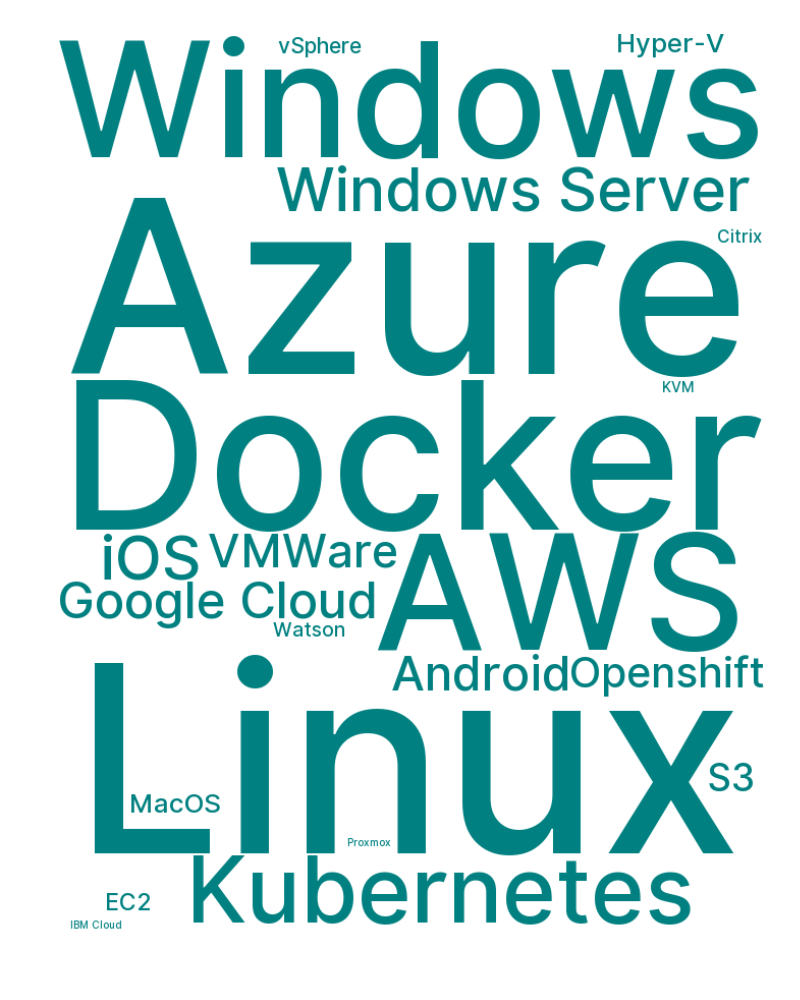 vSphere
Hyper-V
Windows
Windows Server
Citrix
Azure
KVM
Docker
iOS
VMWare
AWS
Google Cloud
Watson
Android
Openshift
Linux
S3
MacOS
Proxmox
Kubernetes
EC2
IBM Cloud